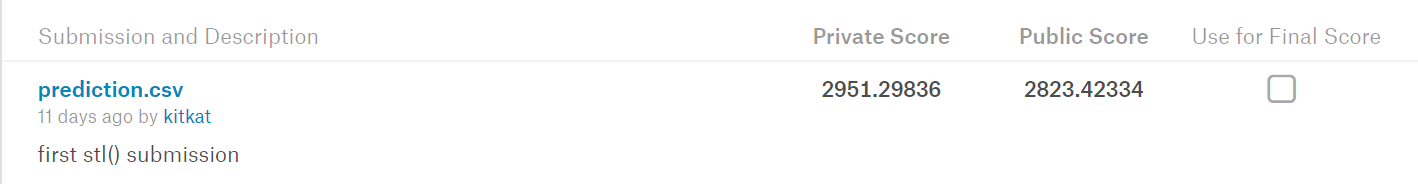 Submission and Description Private Score Public Score Use for Final Score
prediction.csv 2951.29836 2823.42334
11 days ago by kitkat
first stl() submission